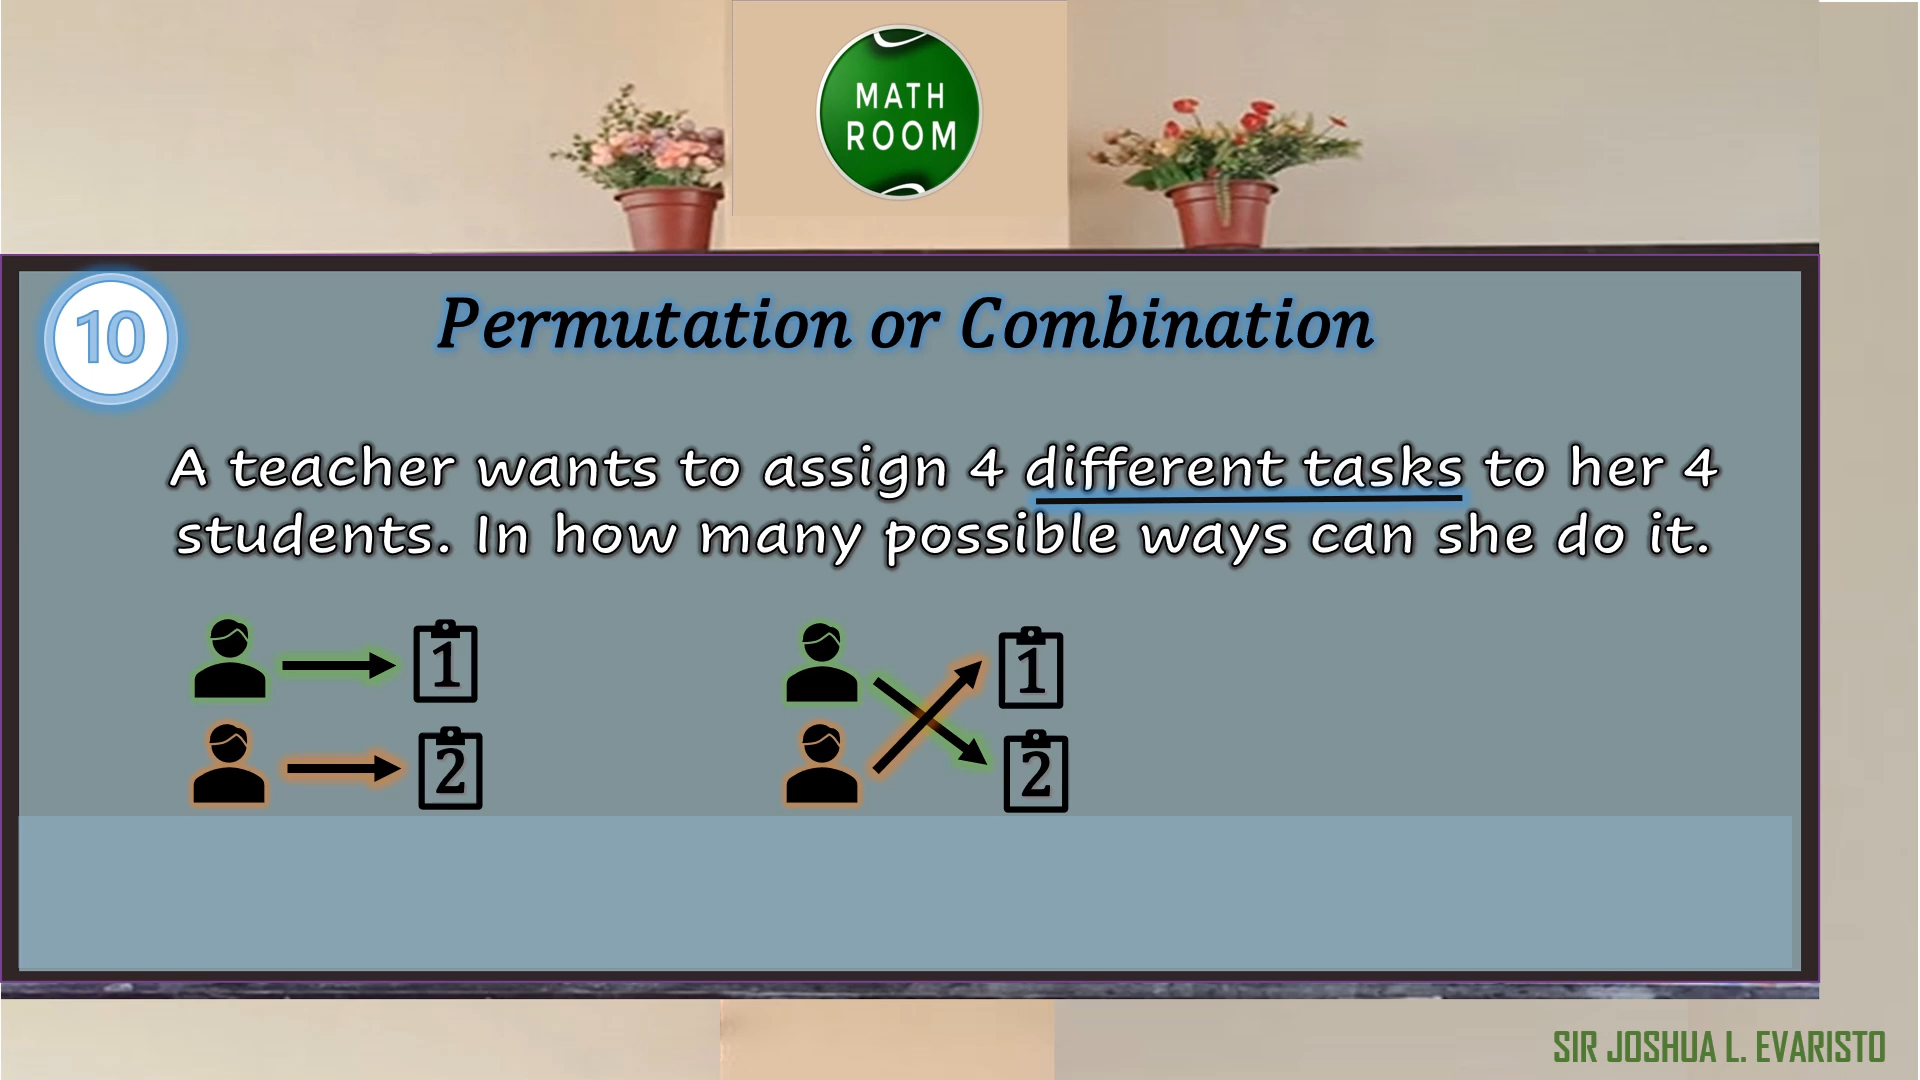 MATH
ROOM
10
Permutation or Combination
A teacher wants to assign 4 different tasks to her 4
students. In how many possible ways can she do it.
1
1
2
2
SIR JOSHUA L. EVARISTO